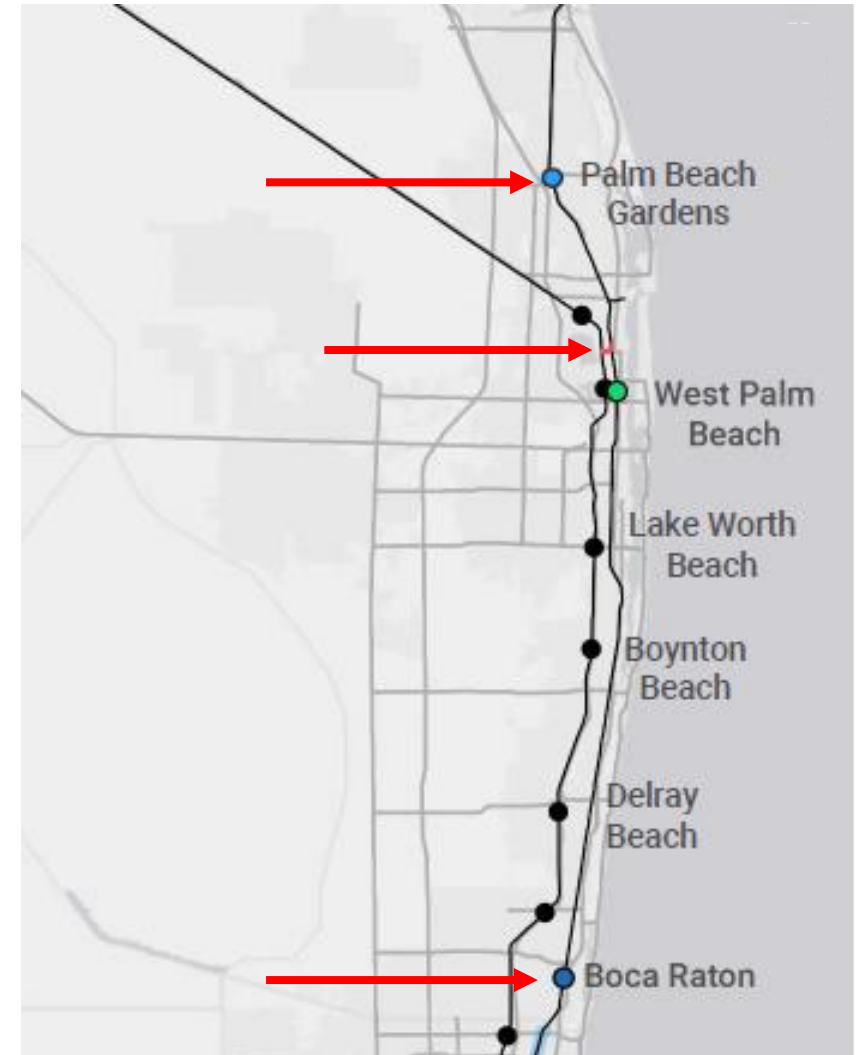 Palm Beach
Gardens
West Palm
Beach
Lake Worth
Beach
Boynton
Beach
Delray
Beach
Boca Raton